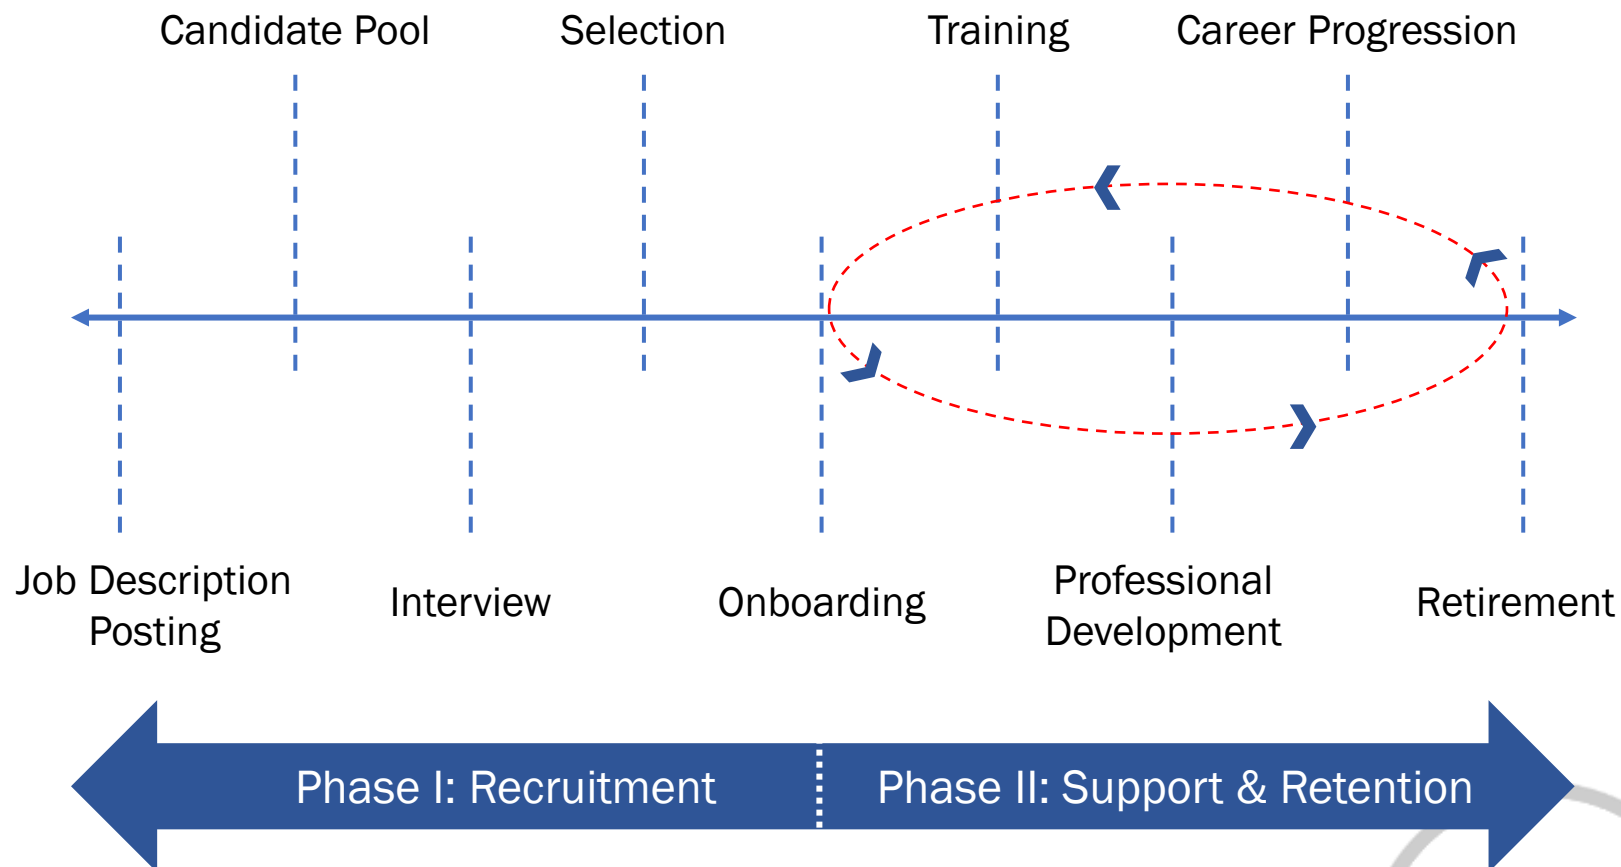 Candidate Pool
Selection
Training
Career Progression
Job Description
Posting
Interview
Onboarding
Professional
Development
Retirement
Phase I: Recruitment
Phase II: Support & Retention